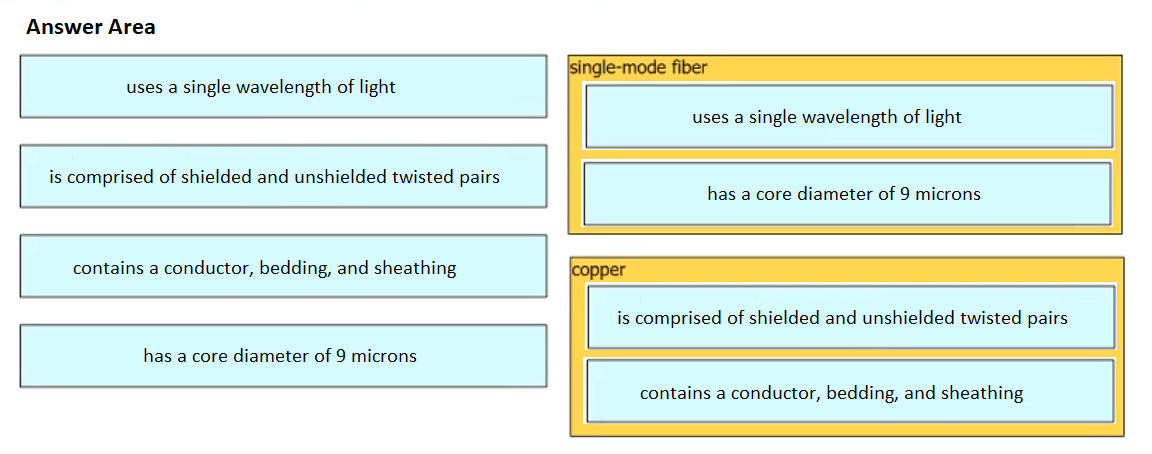 Answer Area
uses a single wavelength of light
is comprised of shielded and unshielded twisted pairs
contains a conductor, bedding, and sheathing
has a core diameter of 9 microns
single-mode fiber
uses a single wavelength of light
has a core diameter of 9 microns
copper
is comprised of shielded and unshielded twisted pairs
contains a conductor, bedding, and sheathing